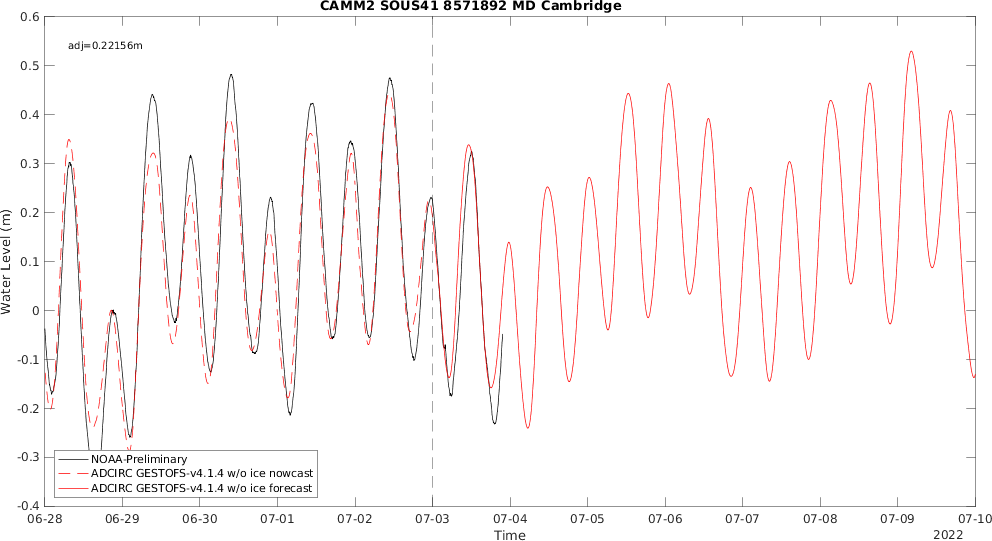 CAMM2 SOUS41 8571892 MD Cambridge
adj=0.22156m
Water Level (m)
0.6
0.5
0.4
0.3
0.2
0.1
0
-0.1
-0.2
-0.3
-0.4
NOAA-Preliminary
ADCIRC GESTOFS-v4.1.4 w/o ice nowcast
ADCIRC GESTOFS-v4.1.4 w/o ice forecast
06-28 06-29 06-30 07-01 07-02 07-03 07-04 07-05 07-06 07-07 07-08 07-09 07-10
Time
2022